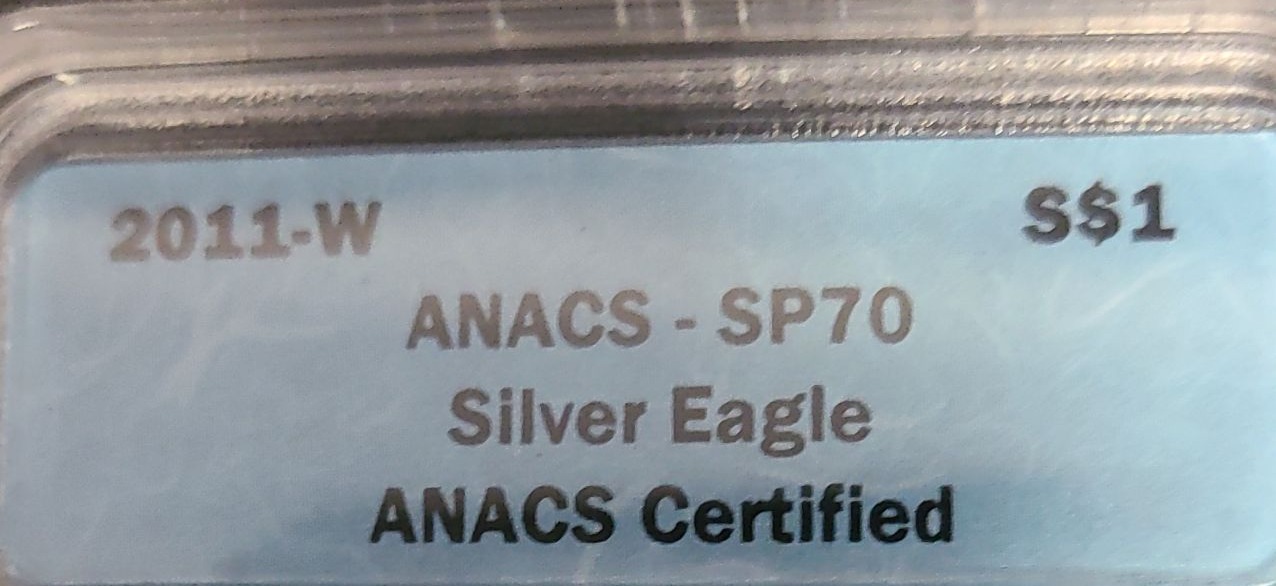 2011-W S$1
ANACS - SP70
Silver Eagle
ANACS Certified